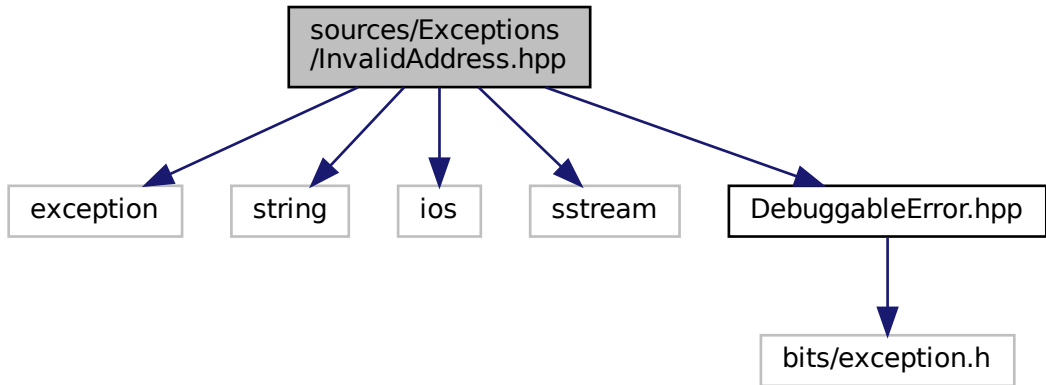 sources/Exceptions
/InvalidAddress.hpp
exception
string
ios
sstream
DebuggableError.hpp
bits/exception.h